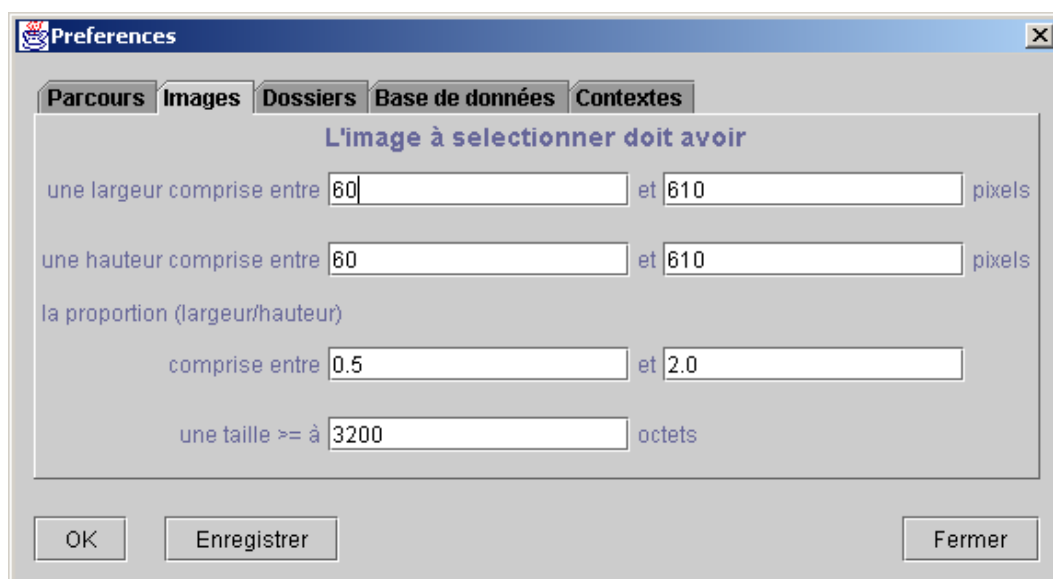 Preferences
Parcours Images Dossiers Base de données Contextes
L'image à selectionner doit avoir
une largeur comprise entre 60 et 610 pixels
une hauteur comprise entre 60 et 610 pixels
la proportion (largeur/hauteur)
comprise entre 0.5 et 2.0
une taille >= à 3200 octets
OK Enregistrer Fermer